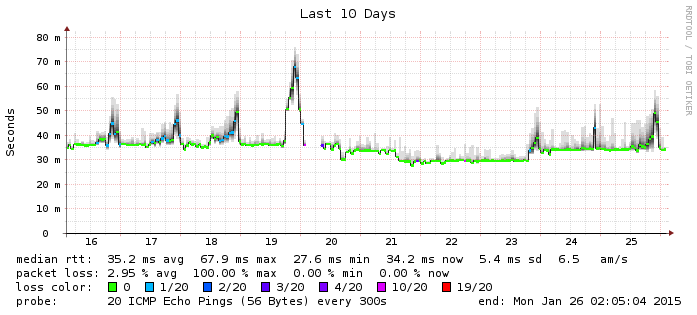 Last 10 Days
RRDTOOL / TOBI OETIKER
Seconds
80 m
70 m
60 m
50 m
40 m
30 m
20 m
10 m
0
16 17 18 19 20 21 22 23 24 25
median rtt: 35.2 ms avg 67.9 ms max 27.6 ms min 34.2 ms now 5.4 ms sd 6.5 am/s
packet loss: 2.95 % avg 100.00 % max 0.00 % min 0.00 % now
loss color: 0 1/20 2/20 3/20 4/20 10/20 19/20
probe: 20 ICMP Echo Pings (56 Bytes) every 300s end: Mon Jan 26 02:05:04 2015